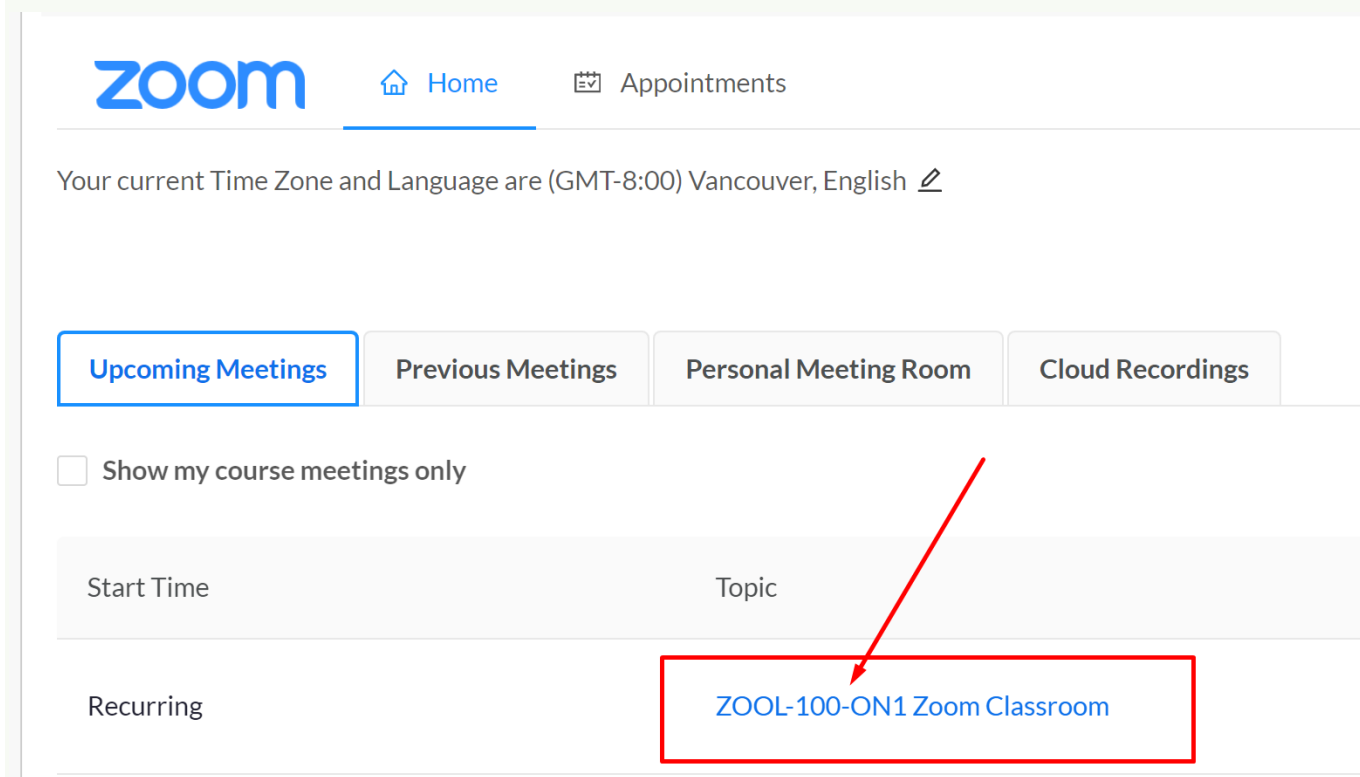 zoom Home Appointments
Your current Time Zone and Language are (GMT-8:00) Vancouver, English
Upcoming Meetings Previous Meetings Personal Meeting Room Cloud Recordings
Show my course meetings only
Start Time Topic
Recurring ZOOL-100-ON1 Zoom Classroom